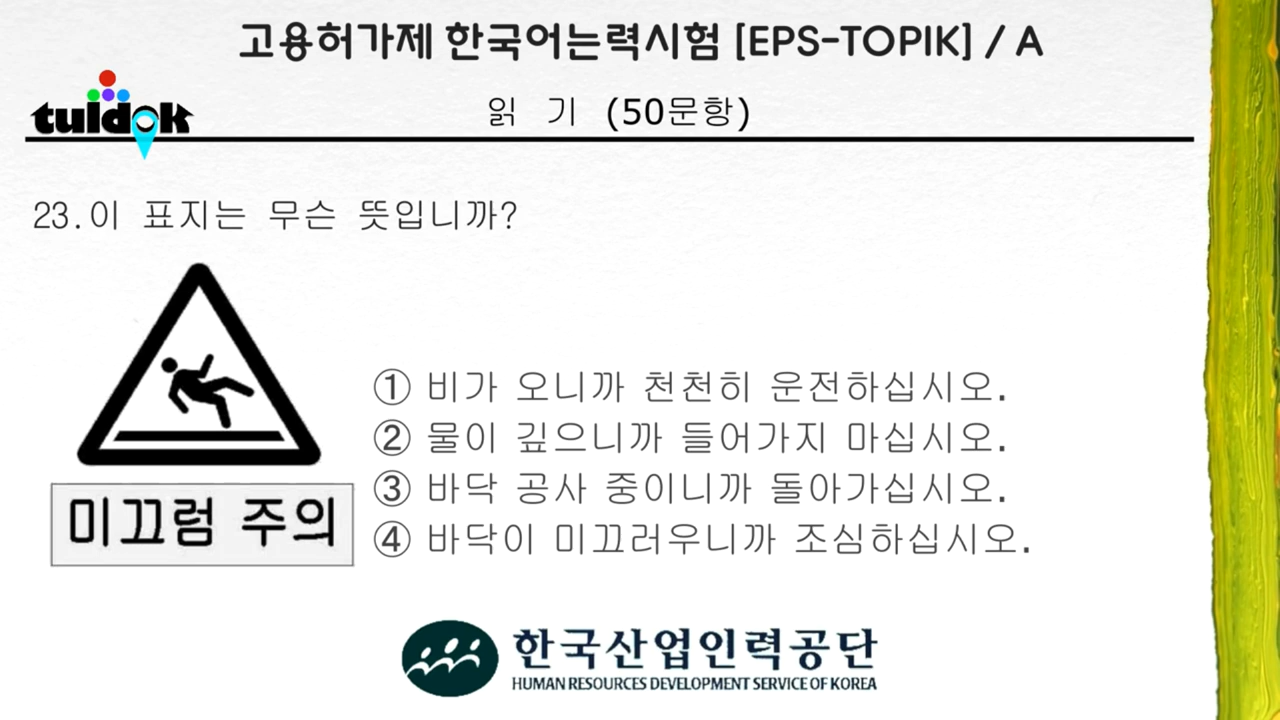 고용허가제 한국어능력시험 [EPS-TOPIK] / A
tuidok
읽 기 (50문항)
23.이 표지는 무슨 뜻입니까?
① 비가 오니까 천천히 운전하십시오.
② 물이 깊으니까 들어가지 마십시오.
③ 바닥 공사 중이니까 돌아가십시오.
④ 바닥이 미끄러우니까 조심하십시오.
미끄럼 주의
한국산업인력공단
HUMAN RESOURCES DEVELOPMENT SERVICE OF KOREA